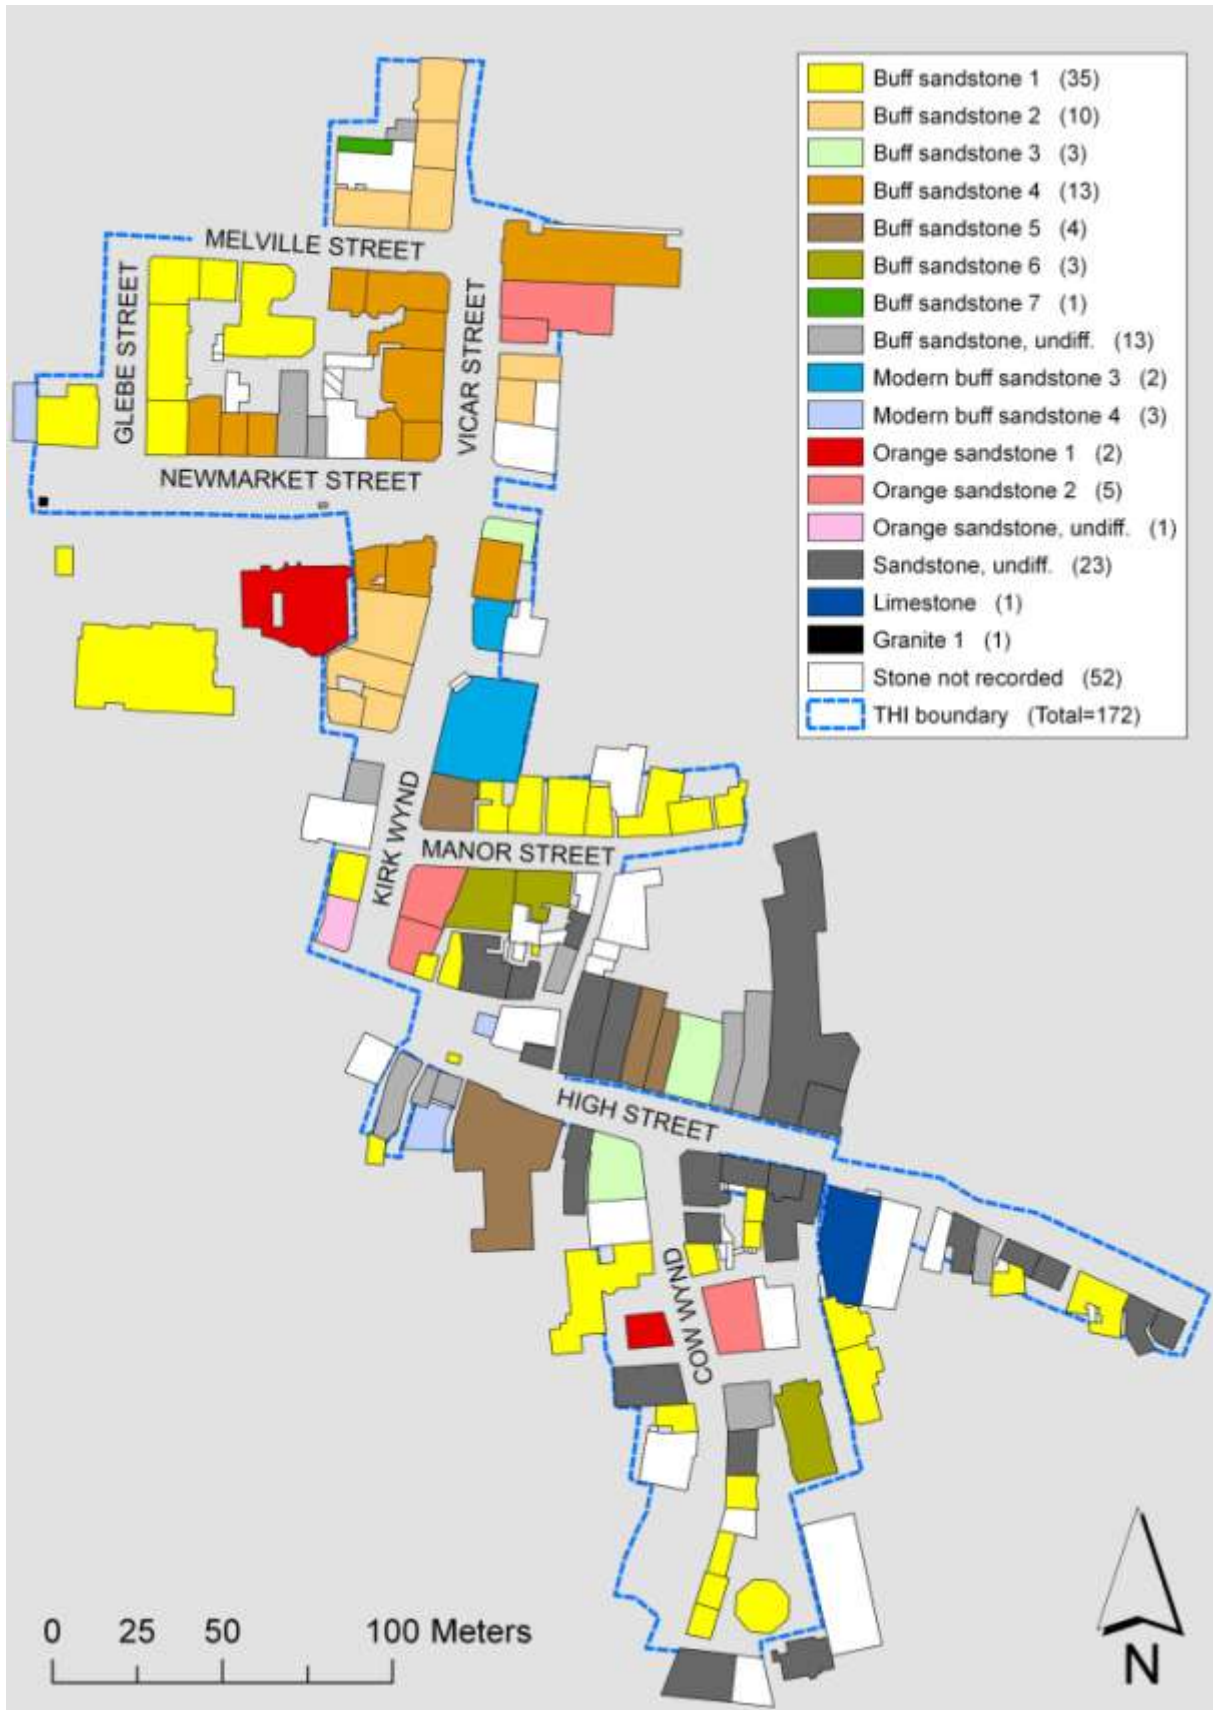 Buff sandstone 1 (35)
Buff sandstone 2 (10)
Buff sandstone 3 (3)
Buff sandstone 4 (13)
Buff sandstone 5 (4)
Buff sandstone 6 (3)
Buff sandstone 7 (1)
Buff sandstone, undiff. (13)
Modern buff sandstone 3 (2)
Modern buff sandstone 4 (3)
Orange sandstone 1 (2)
Orange sandstone 2 (5)
Orange sandstone, undiff. (1)
Sandstone, undiff. (23)
Limestone (1)
Granite 1 (1)
Stone not recorded (52)
THI boundary (Total=172)
MELVILLE STREET
GLEBE STREET
VICAR STREET
NEWMARKET STREET
KIRK WYND
MANOR STREET
HIGH STREET
COW WYND
0 25 50 100 Meters
N